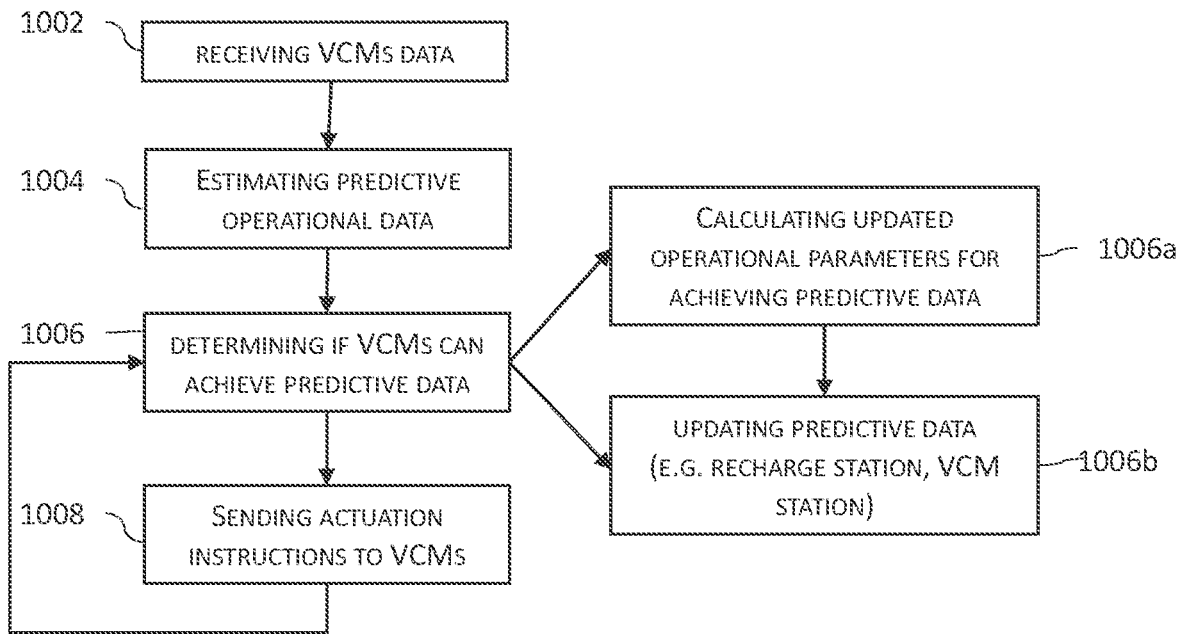 1002
RECEIVING VCMS DATA
1004
ESTIMATING PREDICTIVE
OPERATIONAL DATA
1006
DETERMINING IF VCMS CAN
ACHIEVE PREDICTIVE DATA
1008
SENDING ACTUATION
INSTRUCTIONS TO VCMS
CALCULATING UPDATED
OPERATIONAL PARAMETERS FOR
ACHIEVING PREDICTIVE DATA
1006a
UPDATING PREDICTIVE DATA
(E.G. RECHARGE STATION, VCM
STATION)
1006b